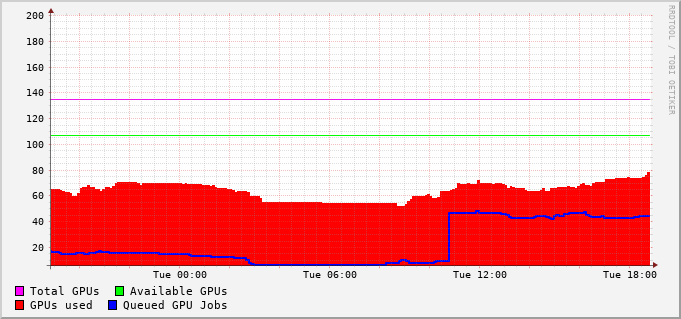 RRDTOOL / TOBI OETIKER
200
180
160
140
120
100
80
60
40
20
Tue 00:00 Tue 06:00 Tue 12:00 Tue 18:00
Total GPUs Available GPUs
GPUs used Queued GPU Jobs